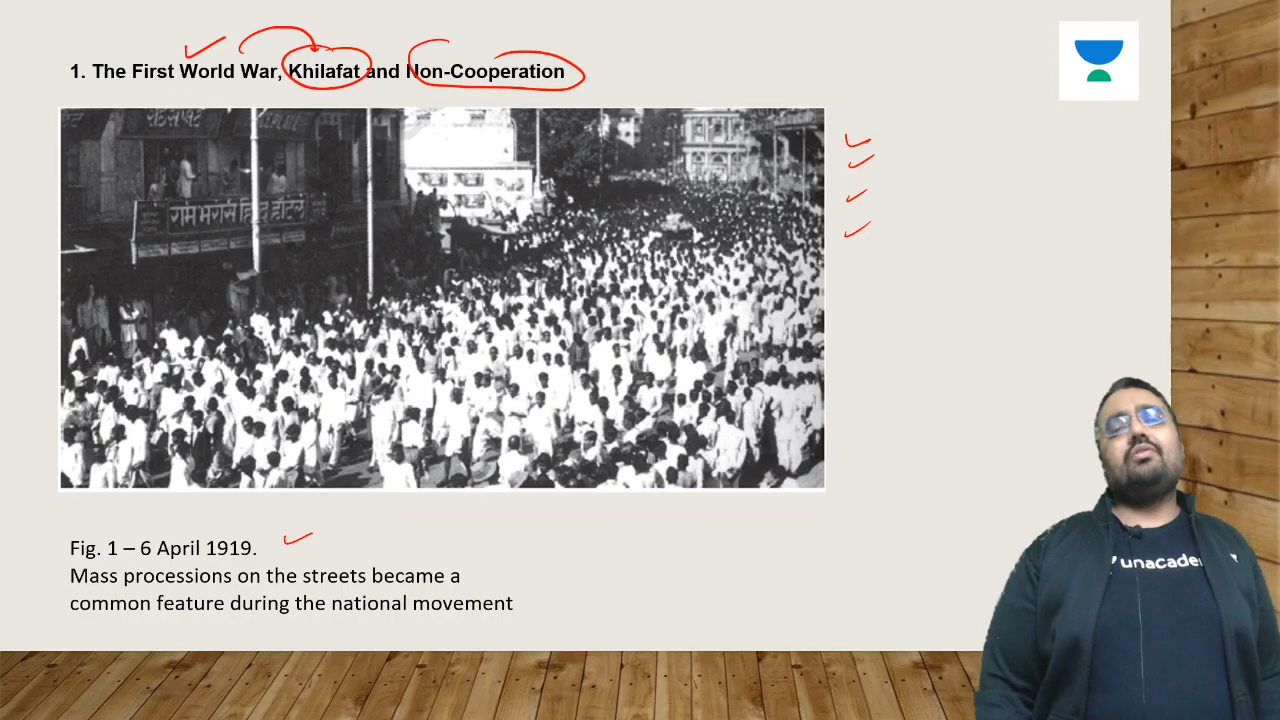 1. The First World War, Khilafat and Non-Cooperation
राम भरोसे हिन्दु होटल
Fig. 1 – 6 April 1919.
Mass processions on the streets became a
common feature during the national movement